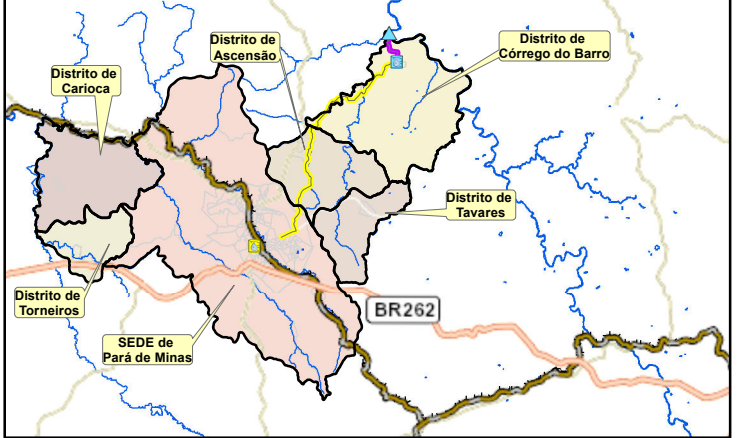 Distrito de
Ascensão
Distrito de
Córrego do Barro
Distrito de
Carioca
Distrito de
Tavares
Distrito de
Torneiros
BR262
SEDE de
Pará de Minas